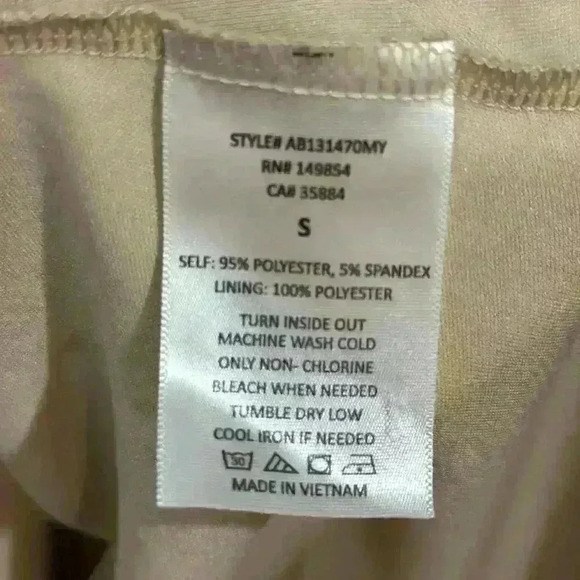 STYLE# AB131470MY
RN# 149854
CA# 35884
S
SELF: 95% POLYESTER, 5% SPANDEX
LINING: 100% POLYESTER
TURN INSIDE OUT
MACHINE WASH COLD
ONLY NON- CHLORINE
BLEACH WHEN NEEDED
TUMBLE DRY LOW
COOL IRON IF NEEDED
30
MADE IN VIETNAM